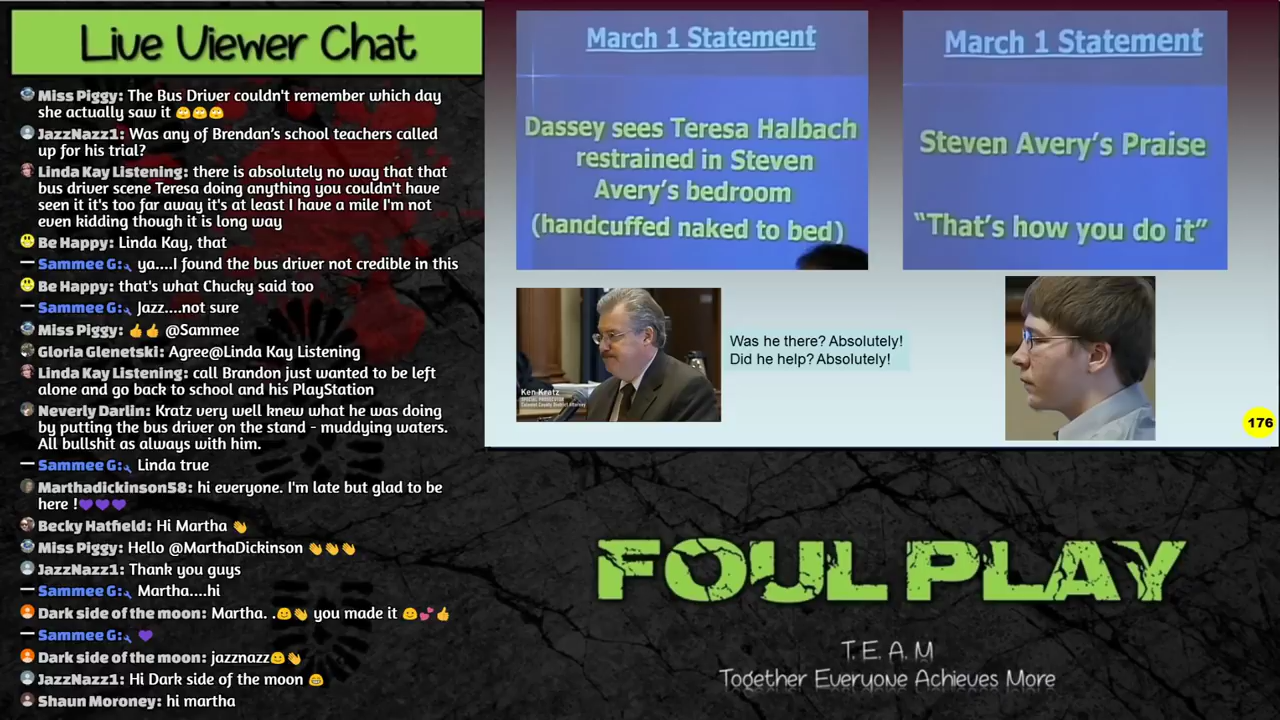 Live Viewer Chat
Miss Piggy: The Bus Driver couldn't remember which day
she actually saw it 🙄🙄🙄
JazzNazz1: Was any of Brendan's school teachers called
up for his trial?
Linda Kay Listening: there is absolutely no way that that
bus driver scene Teresa doing anything you couldn't have
seen it it's too far away it's at least I have a mile I'm not
even kidding though it is long way
Be Happy: Linda Kay, that
Sammee G: ya....I found the bus driver not credible in this
Be Happy: that's what Chucky said too
Sammee G: Jazz....not sure
Miss Piggy: 👍👍 @Sammee
Gloria Glenetski: Agree@Linda Kay Listening
Linda Kay Listening: call Brandon just wanted to be left
alone and go back to school and his PlayStation
Neverly Darlin: Kratz very well knew what he was doing
by putting the bus driver on the stand - muddying waters.
All bullshit as always with him.
Sammee G: Linda true
Marthadickinson58: hi everyone. I'm late but glad to be
here !💜💜💜
Becky Hatfield: Hi Martha 👋
Miss Piggy: Hello @MarthaDickinson 👋👋👋
JazzNazz1: Thank you guys
Sammee G: Martha....hi
Dark side of the moon: Martha. .😊👋 you made it 😊💕👍
Sammee G: 💜
Dark side of the moon: jazznazz😊👋
JazzNazz1: Hi Dark side of the moon 😁
Shaun Moroney: hi martha
March 1 Statement
Dassey sees Teresa Halbach
restrained in Steven
Avery's bedroom
(handcuffed naked to bed)
March 1 Statement
Steven Avery's Praise
"That's how you do it"
Ken Kratz
SPECIAL PROSECUTOR
Calumet County District Attorney
Was he there? Absolutely!
Did he help? Absolutely!
176
FOUL PLAY
T. E. A. M
Together Everyone Achieves More